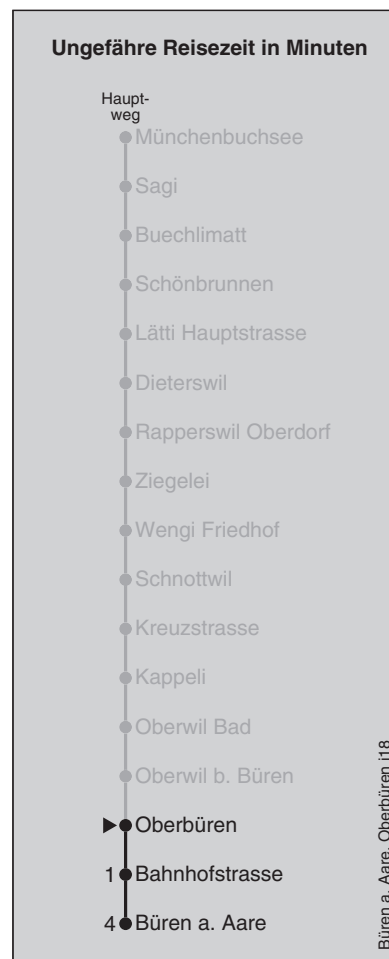 Ungefähre Reisezeit in Minuten
Haupt-
weg
Münchenbuchsee
Sagi
Buechlimatt
Schönbrunnen
Lätti Hauptstrasse
Dieterswil
Rapperswil Oberdorf
Ziegelei
Wengi Friedhof
Schnottwil
Kreuzstrasse
Kappeli
Oberwil Bad
Oberwil b. Büren
Oberbüren
1 Bahnhofstrasse
4 Büren a. Aare
Büren a. Aare, Oberbüren j18